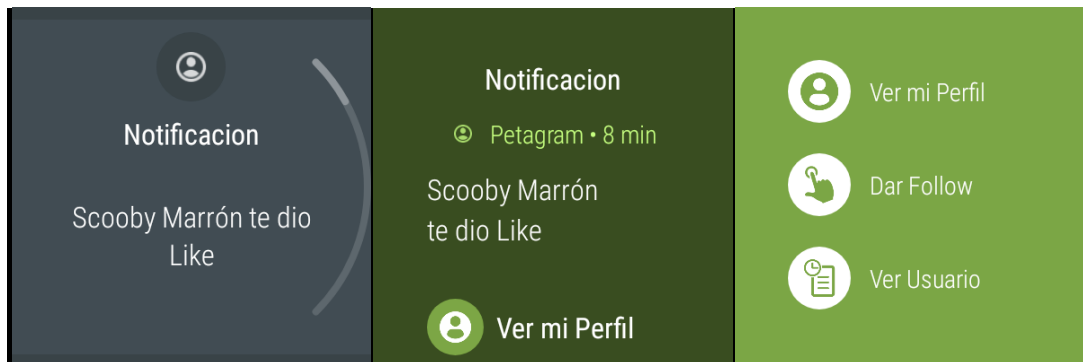 Notificacion
Scooby Marrón te dio
Like
Notificacion
Petagram • 8 min
Scooby Marrón
te dio Like
Ver mi Perfil
Ver mi Perfil
Dar Follow
Ver Usuario